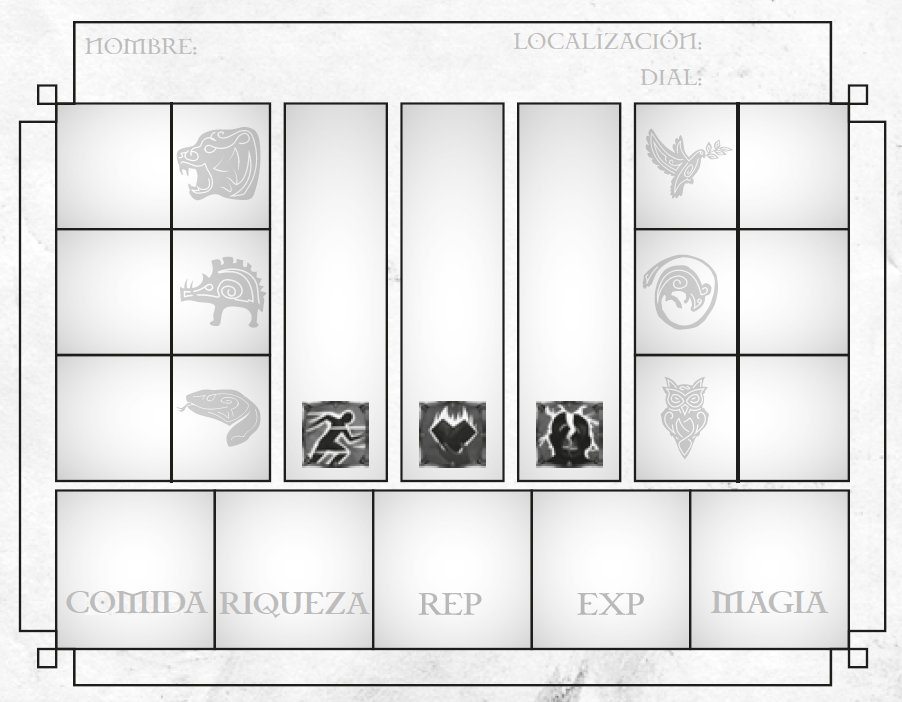 NOMBRE:
LOCALIZACIÓN:
DIAL:
COMIDA
RIQUEZA
REP
EXP
MAGIA